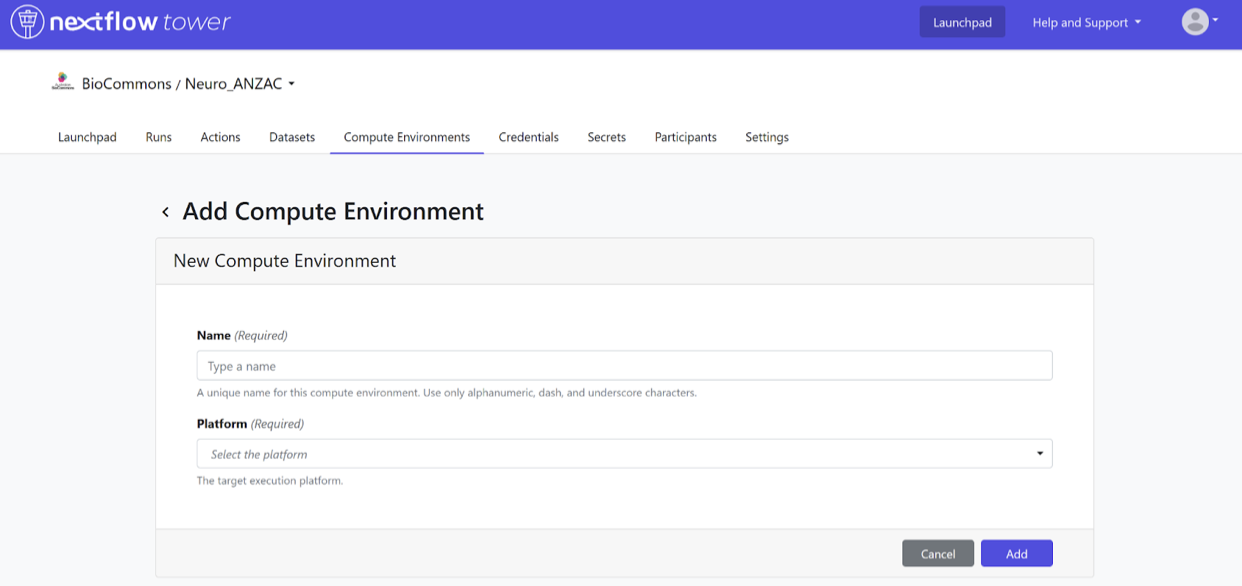 nextflow tower Launchpad Help and Support
BioCommons / Neuro_ANZAC
Launchpad Runs Actions Datasets Compute Environments Credentials Secrets Participants Settings
Add Compute Environment
New Compute Environment
Name (Required)
Type a name
A unique name for this compute environment. Use only alphanumeric, dash, and underscore characters.
Platform (Required)
Select the platform
The target execution platform.
Cancel Add